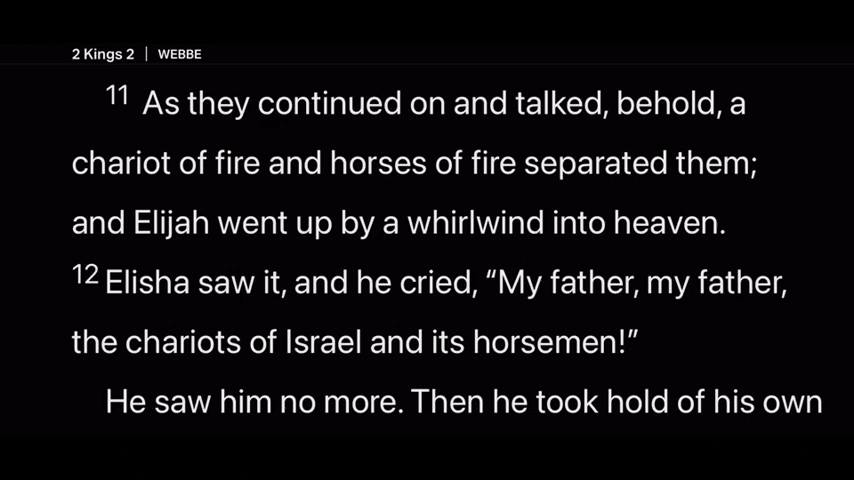 2 Kings 2 | WEBBE
11 As they continued on and talked, behold, a
chariot of fire and horses of fire separated them;
and Elijah went up by a whirlwind into heaven.
12 Elisha saw it, and he cried, “My father, my father,
the chariots of Israel and its horsemen!”
He saw him no more. Then he took hold of his own